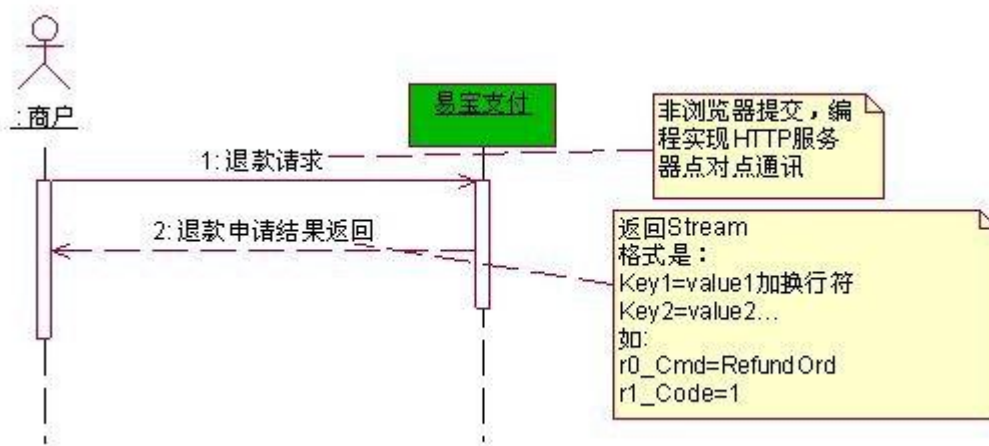 : 商户
易宝支付
非浏览器提交，编
程实现HTTP服务
器点对点通讯
1: 退款请求
2: 退款申请结果返回
返回Stream
格式是：
Key1=value1加换行符
Key2=value2...
如:
r0_Cmd=RefundOrd
r1_Code=1